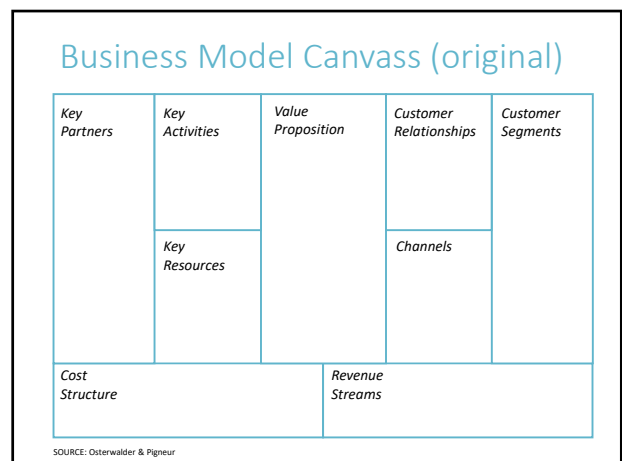 Business Model Canvass (original)
Key
Partners
Key
Activities
Value
Proposition
Customer
Relationships
Customer
Segments
Key
Resources
Channels
Cost
Structure
Revenue
Streams
SOURCE: Osterwalder & Pigneur